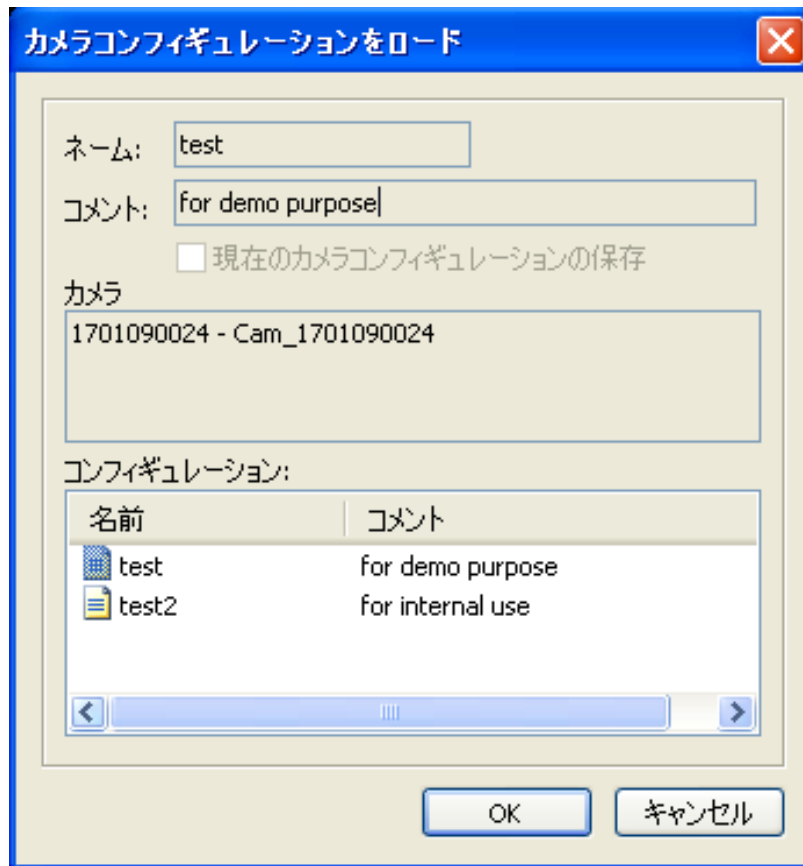 カメラコンフィギュレーションをロード
ネーム: test
コメント: for demo purpose
現在のカメラコンフィギュレーションの保存
カメラ
1701090024 - Cam_1701090024
コンフィギュレーション:
名前 コメント
test for demo purpose
test2 for internal use
OK キャンセル